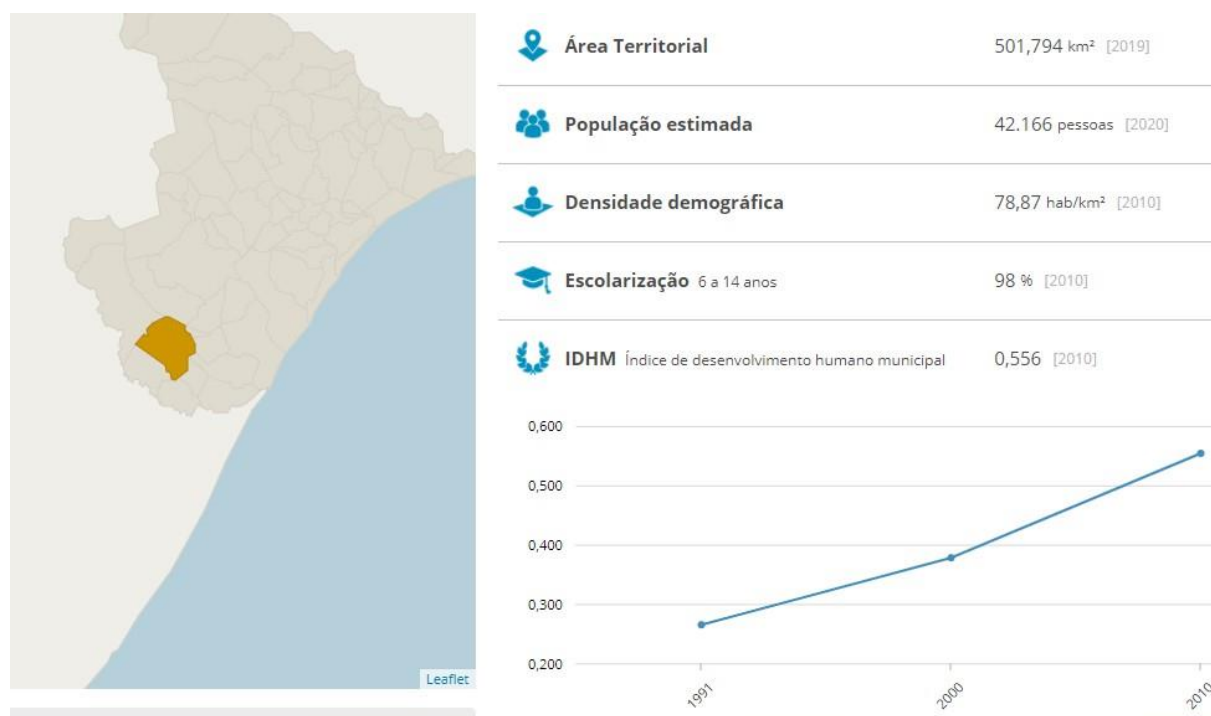 Área Territorial 501,794 km² [2019]
População estimada 42.166 pessoas [2020]
Densidade demográfica 78,87 hab/km² [2010]
Escolarização 6 a 14 anos 98 % [2010]
IDHM Índice de desenvolvimento humano municipal 0,556 [2010]
0,600
0,500
0,400
0,300
0,200
1991 2000 2010
Leaflet